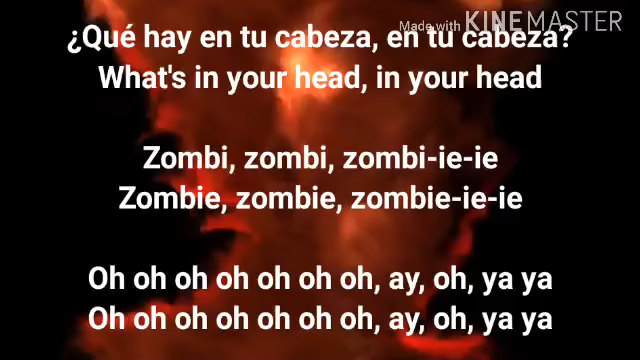 Made with KINEMASTER
¿Qué hay en tu cabeza, en tu cabeza?
What's in your head, in your head
Zombi, zombi, zombi-ie-ie
Zombie, zombie, zombie-ie-ie
Oh oh oh oh oh oh oh, ay, oh, ya ya
Oh oh oh oh oh oh oh, ay, oh, ya ya